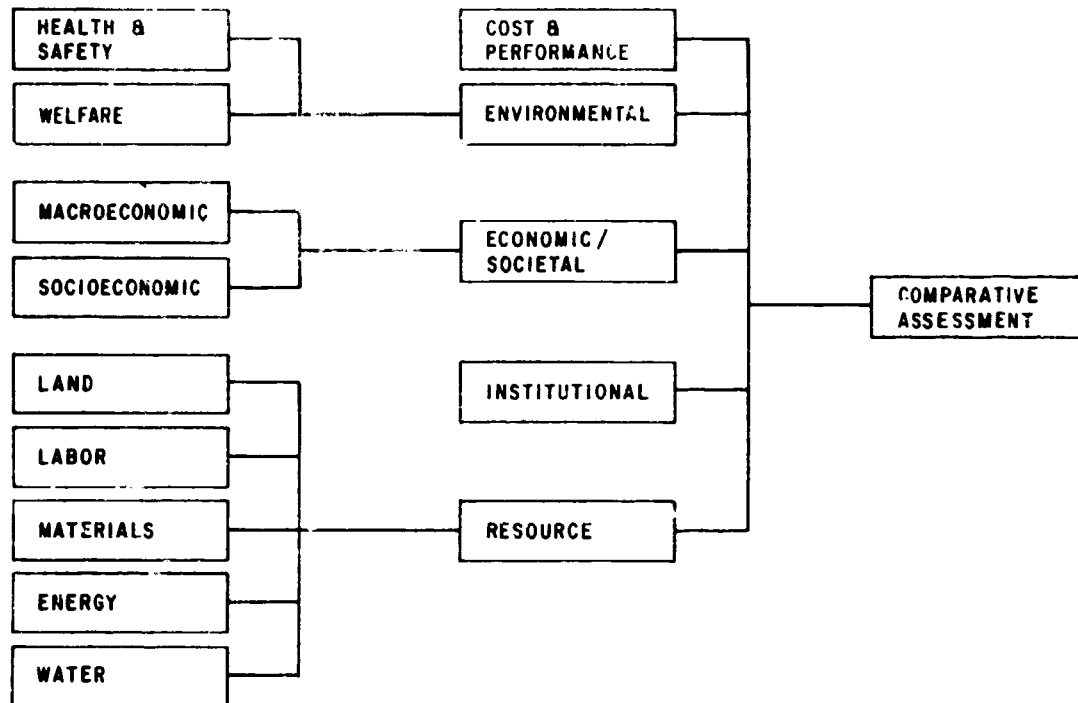 HEALTH &
SAFETY
WELFARE
MACROECONOMIC
SOCIOECONOMIC
LAND
LABOR
MATERIALS
ENERGY
WATER
COST &
PERFORMANCE
ENVIRONMENTAL
ECONOMIC/
SOCIETAL
INSTITUTIONAL
RESOURCE
COMPARATIVE
ASSESSMENT